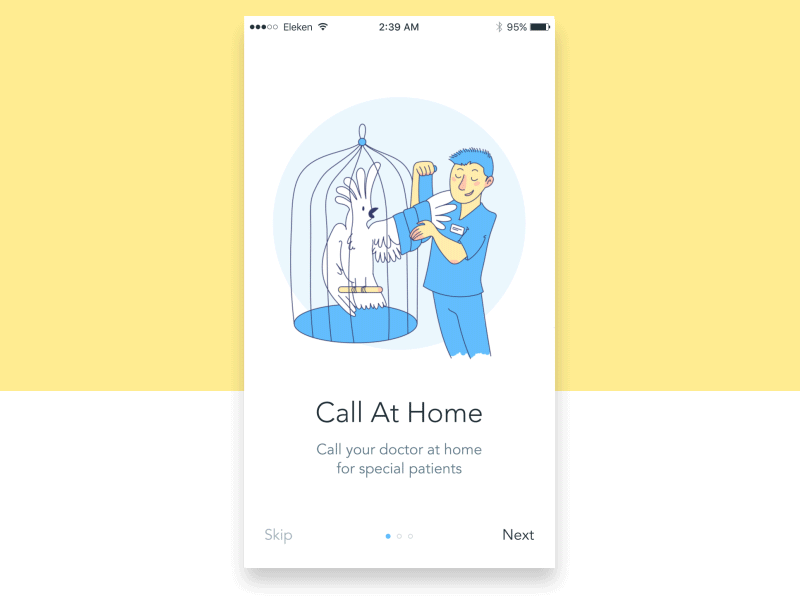 Eleken 2:39 AM 95%
Call At Home
Call your doctor at home
for special patients
Skip Next